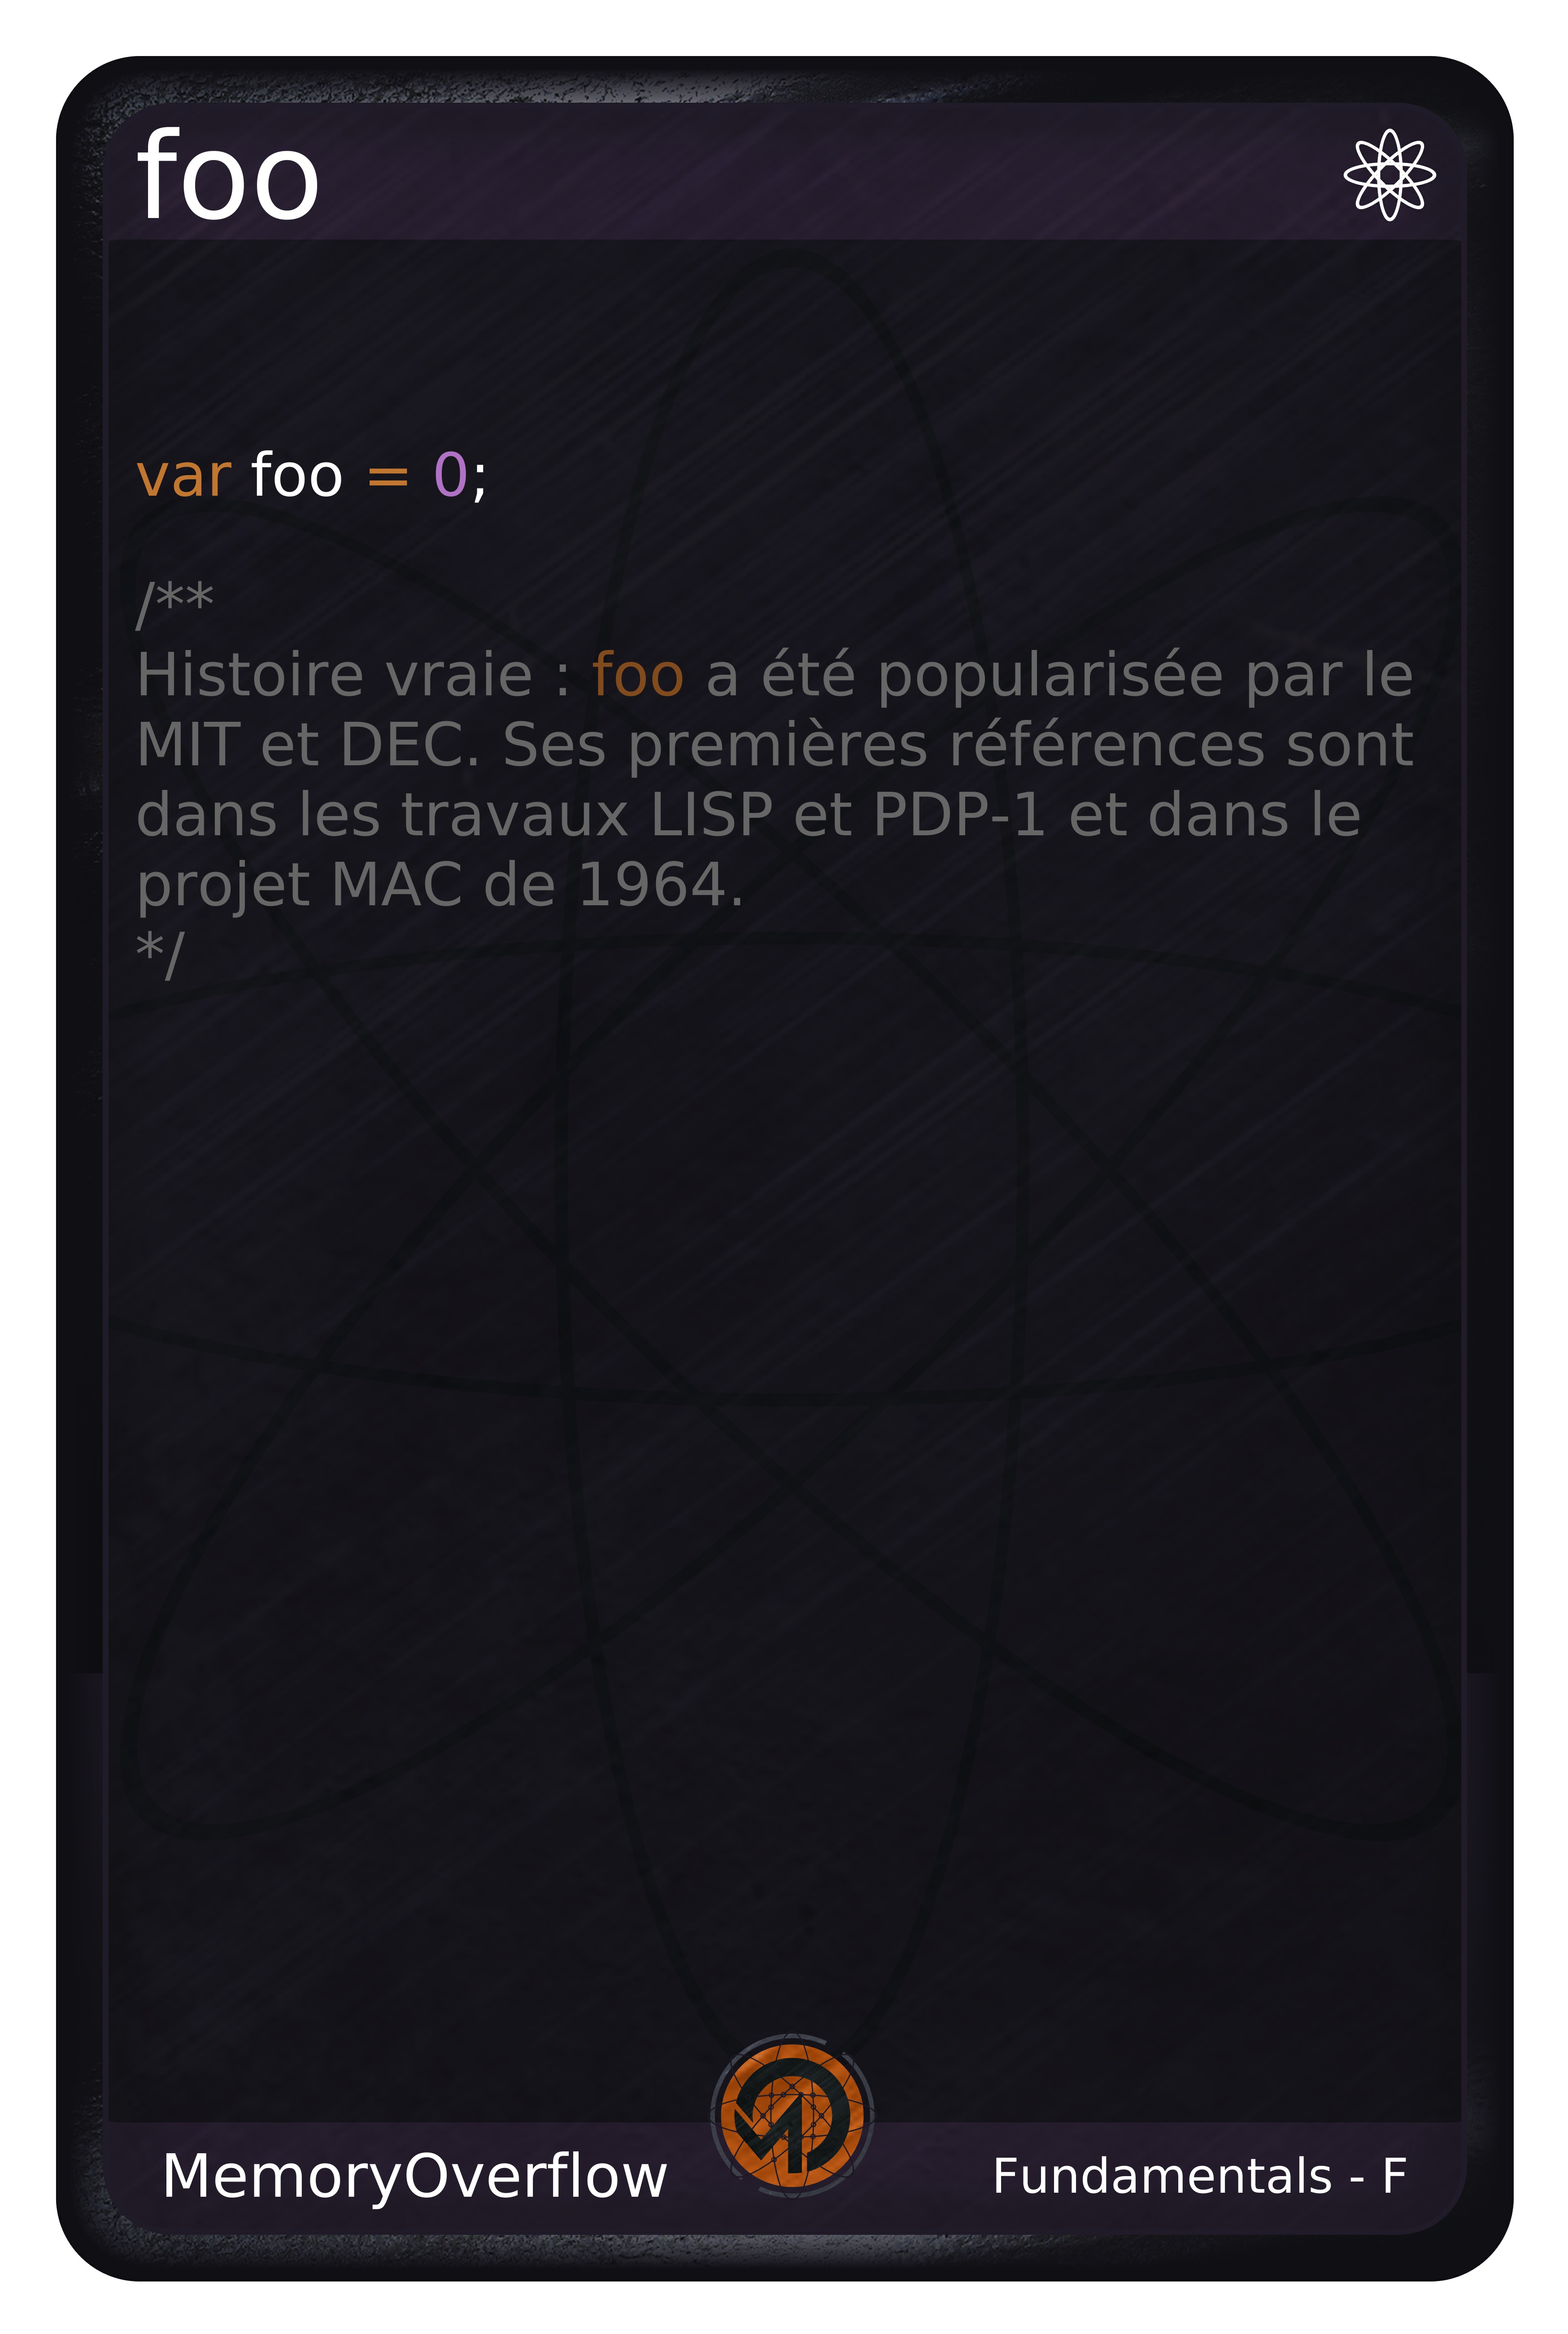 foo
var foo = 0;
/**
Histoire vraie : foo a été popularisée par le
MIT et DEC. Ses premières références sont
dans les travaux LISP et PDP-1 et dans le
projet MAC de 1964.
*/
MemoryOverflow
Fundamentals - F